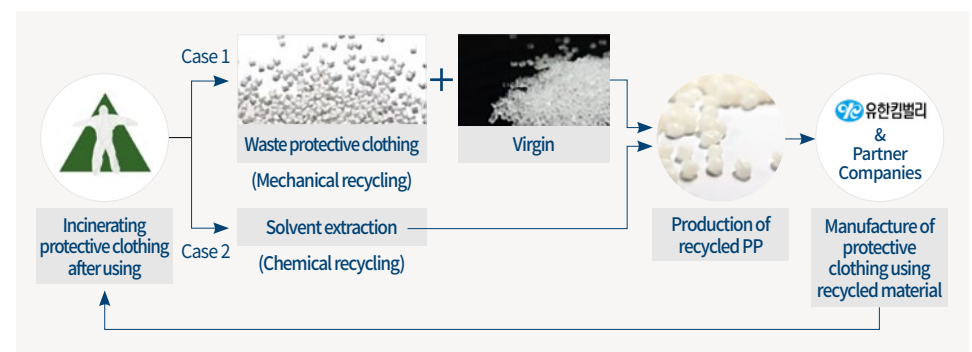 Case 1
Waste protective clothing
(Mechanical recycling)
+
Virgin
Incinerating
protective clothing
after using
Case 2
Solvent extraction
(Chemical recycling)
Production of
recycled PP
유한킴벌리
&
Partner
Companies
Manufacture of
protective
clothing using
recycled material